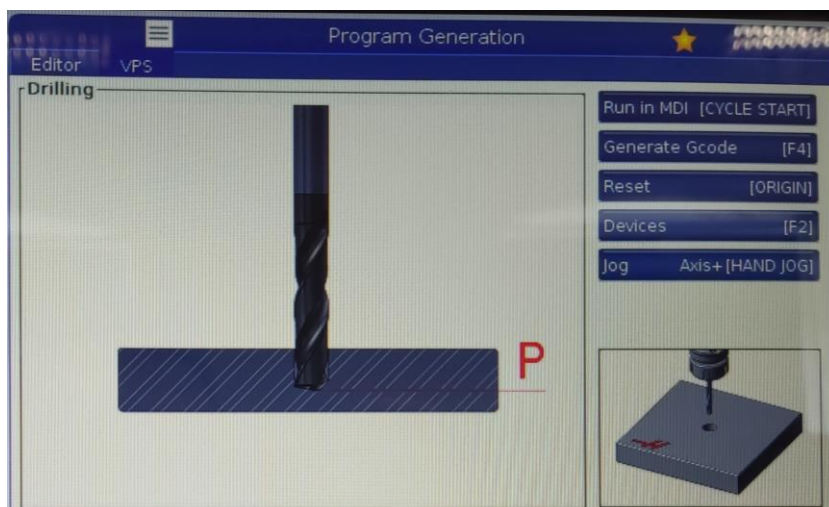 Program Generation
Editor VPS
Drilling
Run in MDI [CYCLE START]
Generate Gcode [F4]
Reset [ORIGIN]
Devices [F2]
Jog Axis+[HAND JOG]
P